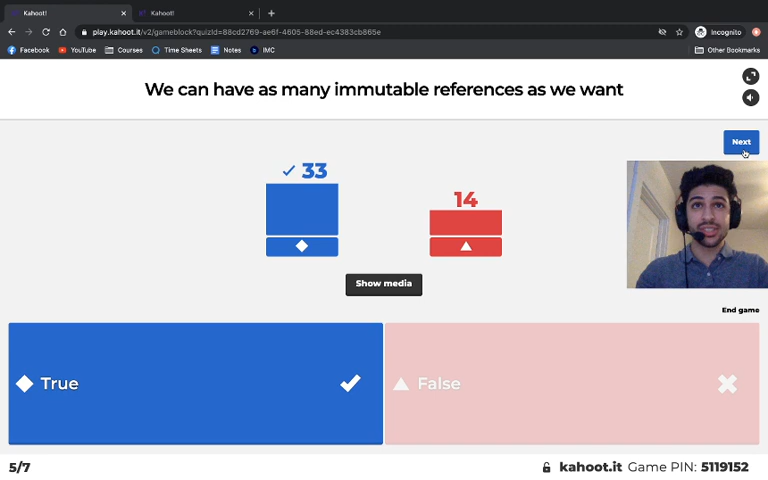 Kahoot!
Kahoot!
play.kahoot.it/v2/gameblock?quizId=88cd2769-ae6f-4605-88ed-ec4383cb865e
Incognito
Facebook
YouTube
Courses
Time Sheets
Notes
IMC
Other Bookmarks
We can have as many immutable references as we want
Next
33
14
Show media
End game
True
False
5/7
kahoot.it Game PIN: 5119152